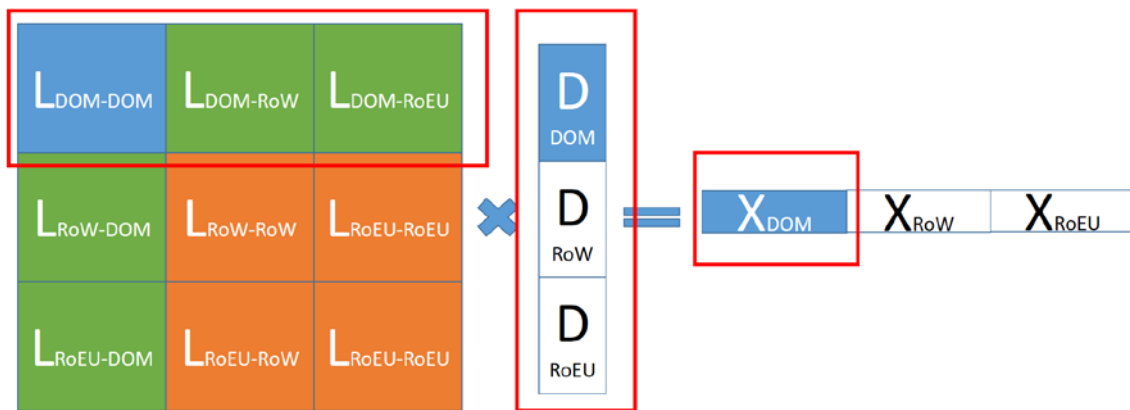 LDOM-DOM LDOM-RoW LDOM-RoEU
LRoW-DOM LRoW-RoW LRoEU-RoEU
LRoEU-DOM LRoEU-RoW LRoEU-RoEU
D
DOM
D
RoW
D
RoEU
XDOM XRoW XRoEU